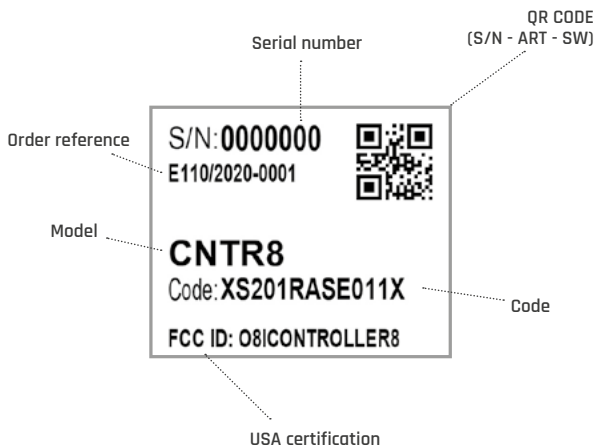 QR CODE
(S/N - ART - SW)
Serial number
Order reference
S/N:0000000
E110/2020-0001
Model
CNTR8
Code: XS201RASE011X
Code
FCC ID: O8ICONTROLLER8
USA certification